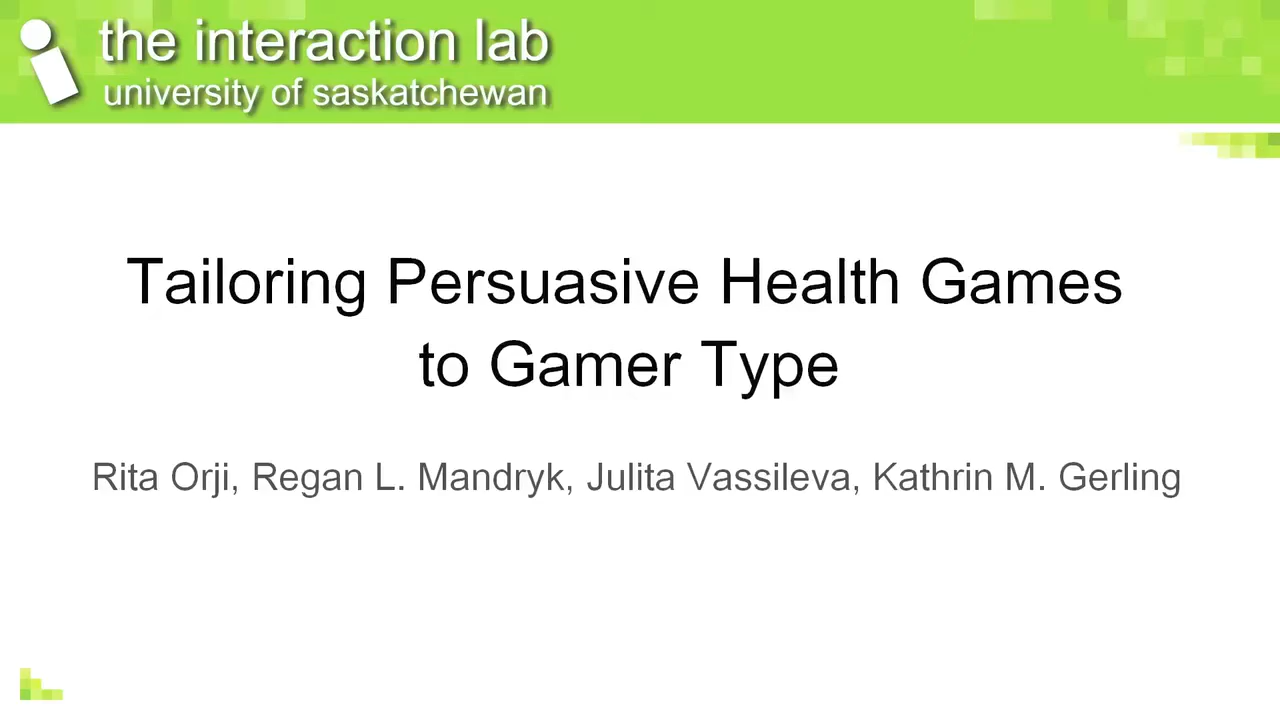 the interaction lab
university of saskatchewan
Tailoring Persuasive Health Games
to Gamer Type
Rita Orji, Regan L. Mandryk, Julita Vassileva, Kathrin M. Gerling